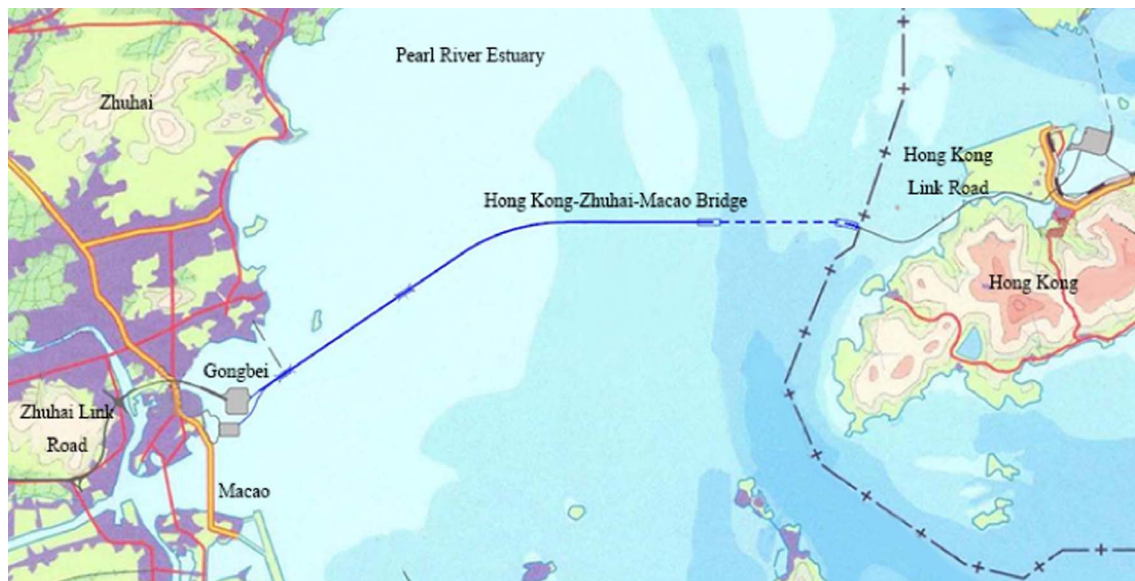 Pearl River Estuary
Zhuhai
Hong Kong
Link Road
Hong Kong-Zhuhai-Macao Bridge
Hong Kong
Gongbei
Zhuhai Link
Road
Macao